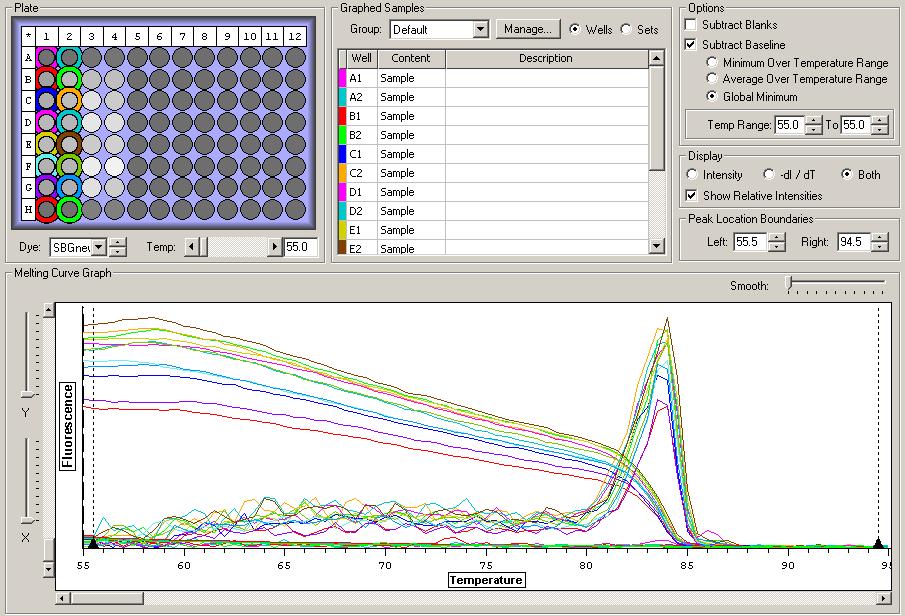 Plate
* 1 2 3 4 5 6 7 8 9 10 11 12
A
B
C
D
E
F
G
H
Dye: SBGnew Temp: 55.0
Graphed Samples
Group: Default Manage... Wells Sets
Well Content Description
A1 Sample
A2 Sample
B1 Sample
B2 Sample
C1 Sample
C2 Sample
D1 Sample
D2 Sample
E1 Sample
E2 Sample
Options
Subtract Blanks
Subtract Baseline
Minimum Over Temperature Range
Average Over Temperature Range
Global Minimum
Temp Range: 55.0 To 55.0
Display
Intensity -dI / dT Both
Show Relative Intensities
Peak Location Boundaries
Left: 55.5 Right: 94.5
Melting Curve Graph
Smooth:
Y
X
Fluorescence
55 60 65 70 75 80 85 90 95
Temperature